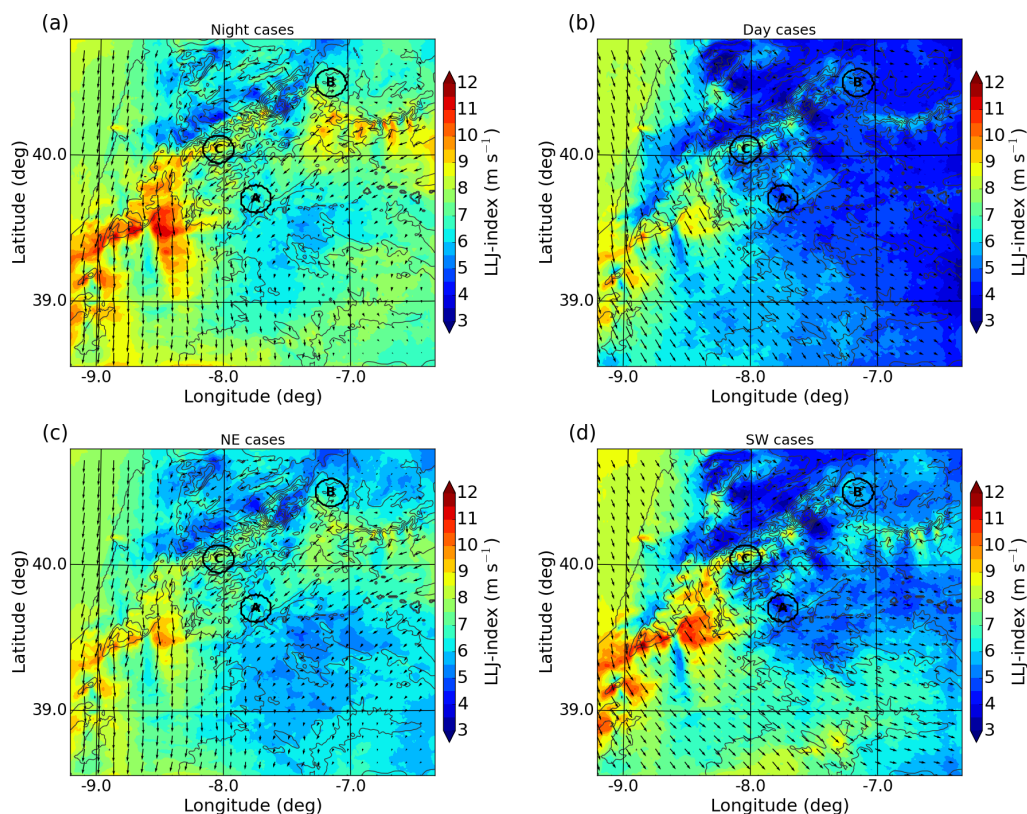 (a)
Night cases
Latitude (deg)
40.0
39.0
-9.0 -8.0 -7.0
Longitude (deg)
A
B
C
12
11
10
9
8
7
6
5
4
3
LLJ-index (m s⁻¹)
(b)
Day cases
Latitude (deg)
40.0
39.0
-9.0 -8.0 -7.0
Longitude (deg)
A
B
C
12
11
10
9
8
7
6
5
4
3
LLJ-index (m s⁻¹)
(c)
NE cases
Latitude (deg)
40.0
39.0
-9.0 -8.0 -7.0
Longitude (deg)
A
B
C
12
11
10
9
8
7
6
5
4
3
LLJ-index (m s⁻¹)
(d)
SW cases
Latitude (deg)
40.0
39.0
-9.0 -8.0 -7.0
Longitude (deg)
A
B
C
12
11
10
9
8
7
6
5
4
3
LLJ-index (m s⁻¹)